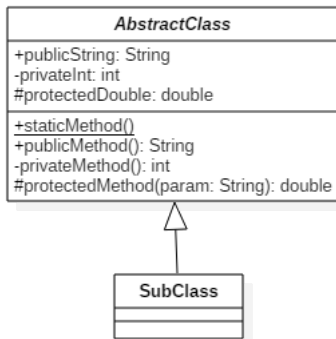 AbstractClass
+publicString: String
-privateInt: int
#protectedDouble: double
+staticMethod()
+publicMethod(): String
-privateMethod(): int
#protectedMethod(param: String): double
SubClass